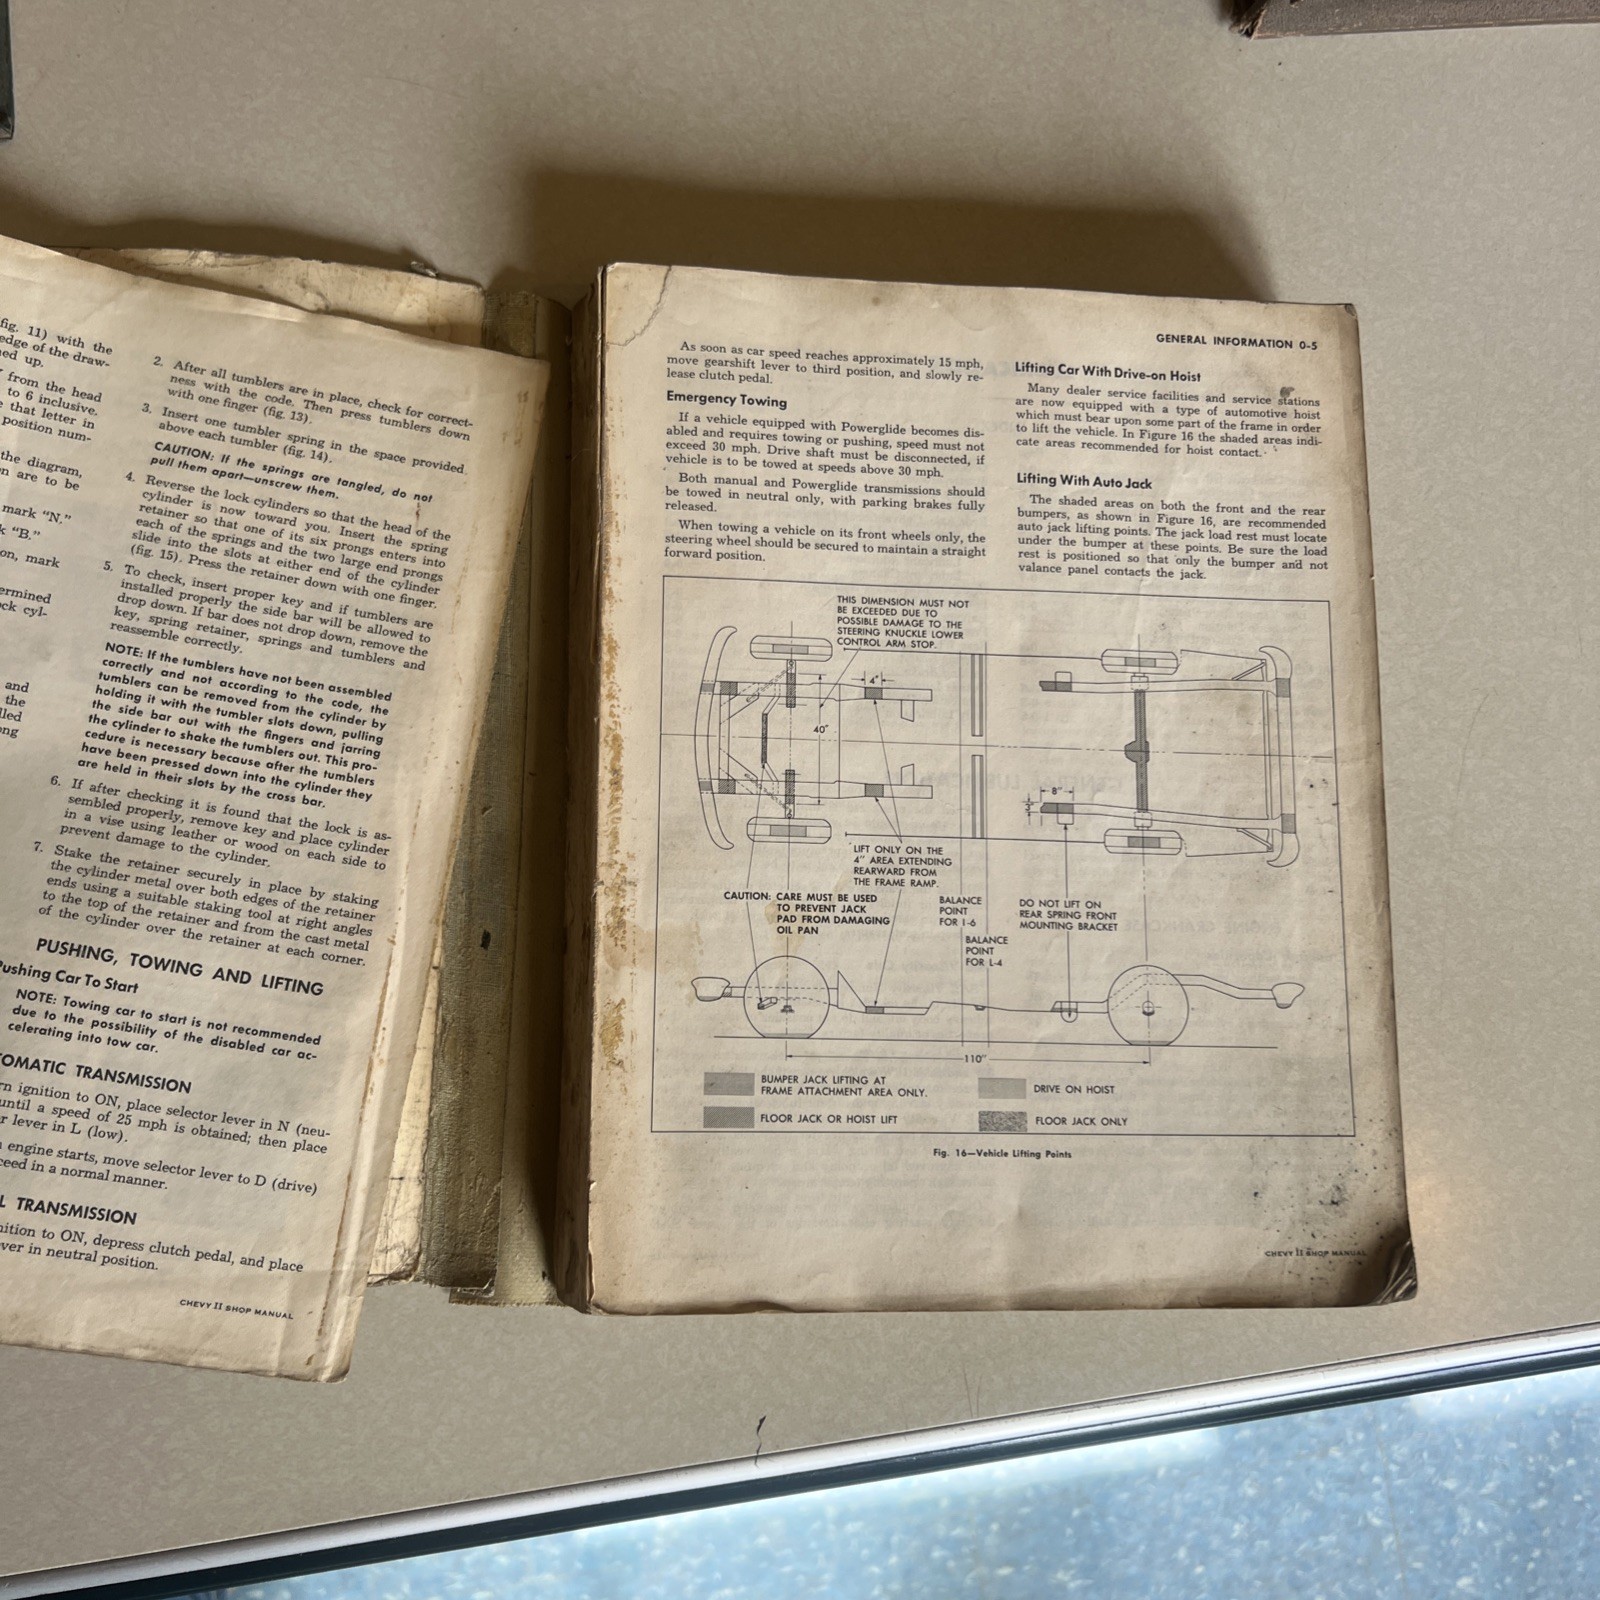 fig. 11) with the
edge of the draw-
ed up.
from the head
to 6 inclusive.
that letter in
position num-
the diagram,
n are to be
mark "N."
k "B."
on, mark
ermined
ck cyl-
and
the
lled
ong
2. After all tumblers are in place, check for correct-
ness with the code. Then press tumblers down
with one finger (fig. 13).
3. Insert one tumbler spring in the space provided
above each tumbler (fig. 14).
CAUTION: If the springs are tangled, do not
pull them apart—unscrew them.
4. Reverse the lock cylinders so that the head of the
cylinder is now toward you. Insert the spring
retainer so that one of its six prongs enters into
each of the springs and the two large end prongs
slide into the slots at either end of the cylinder
(fig. 15). Press the retainer down with one finger.
5. To check, insert proper key and if tumblers are
installed properly the side bar will be allowed to
drop down. If bar does not drop down, remove the
key, spring retainer, springs and tumblers and
reassemble correctly.
NOTE: If the tumblers have not been assembled
correctly and not according to the code, the
tumblers can be removed from the cylinder by
holding it with the tumbler slots down, pulling
the side bar out with the fingers and jarring
the cylinder to shake the tumblers out. This pro-
cedure is necessary because after the tumblers
have been pressed down into the cylinder they
are held in their slots by the cross bar.
6. If after checking it is found that the lock is as-
sembled properly, remove key and place cylinder
in a vise using leather or wood on each side to
prevent damage to the cylinder.
7. Stake the retainer securely in place by staking
the cylinder metal over both edges of the retainer
ends using a suitable staking tool at right angles
to the top of the retainer and from the cast metal
of the cylinder over the retainer at each corner.
PUSHING, TOWING AND LIFTING
Pushing Car To Start
NOTE: Towing car to start is not recommended
due to the possibility of the disabled car ac-
celerating into tow car.
OMATIC TRANSMISSION
rn ignition to ON, place selector lever in N (neu-
until a speed of 25 mph is obtained; then place
r lever in L (low).
engine starts, move selector lever to D (drive)
ceed in a normal manner.
L TRANSMISSION
nition to ON, depress clutch pedal, and place
ver in neutral position.
CHEVY II SHOP MANUAL
GENERAL INFORMATION 0-5
As soon as car speed reaches approximately 15 mph,
move gearshift lever to third position, and slowly re-
lease clutch pedal.
Emergency Towing
If a vehicle equipped with Powerglide becomes dis-
abled and requires towing or pushing, speed must not
exceed 30 mph. Drive shaft must be disconnected, if
vehicle is to be towed at speeds above 30 mph.
Both manual and Powerglide transmissions should
be towed in neutral only, with parking brakes fully
released.
When towing a vehicle on its front wheels only, the
steering wheel should be secured to maintain a straight
forward position.
Lifting Car With Drive-on Hoist
Many dealer service facilities and service stations
are now equipped with a type of automotive hoist
which must bear upon some part of the frame in order
to lift the vehicle. In Figure 16 the shaded areas indi-
cate areas recommended for hoist contact.
Lifting With Auto Jack
The shaded areas on both the front and the rear
bumpers, as shown in Figure 16, are recommended
auto jack lifting points. The jack load rest must locate
under the bumper at these points. Be sure the load
rest is positioned so that only the bumper and not
valance panel contacts the jack.
THIS DIMENSION MUST NOT
BE EXCEEDED DUE TO
POSSIBLE DAMAGE TO THE
STEERING KNUCKLE LOWER
CONTROL ARM STOP.
4"
40"
8"
LIFT ONLY ON THE
4" AREA EXTENDING
REARWARD FROM
THE FRAME RAMP.
CAUTION: CARE MUST BE USED
TO PREVENT JACK
PAD FROM DAMAGING
OIL PAN
BALANCE
POINT
FOR I-6
BALANCE
POINT
FOR L-4
DO NOT LIFT ON
REAR SPRING FRONT
MOUNTING BRACKET
110"
BUMPER JACK LIFTING AT
FRAME ATTACHMENT AREA ONLY.
DRIVE ON HOIST
FLOOR JACK OR HOIST LIFT
FLOOR JACK ONLY
Fig. 16—Vehicle Lifting Points
CHEVY II SHOP MANUAL